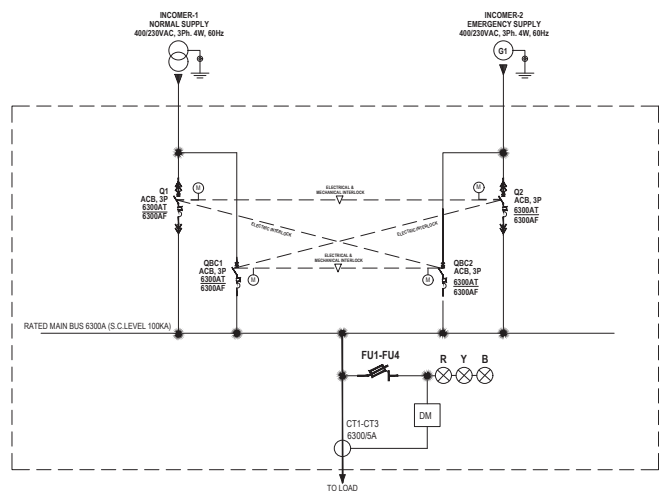 INCOMER-1
NORMAL SUPPLY
400/230VAC, 3Ph. 4W, 60Hz
INCOMER-2
EMERGENCY SUPPLY
400/230VAC, 3Ph. 4W, 60Hz
G1
Q1
ACB, 3P
6300AT
6300AF
M
ELECTRICAL &
MECHANICAL INTERLOCK
M
Q2
ACB, 3P
6300AT
6300AF
ELECTRIC INTERLOCK
ELECTRIC INTERLOCK
QBC1
ACB, 3P
6300AT
6300AF
M
ELECTRICAL &
MECHANICAL INTERLOCK
M
QBC2
ACB, 3P
6300AT
6300AF
RATED MAIN BUS 6300A (S.C.LEVEL 100KA)
FU1-FU4
R Y B
DM
CT1-CT3
6300/5A
TO LOAD